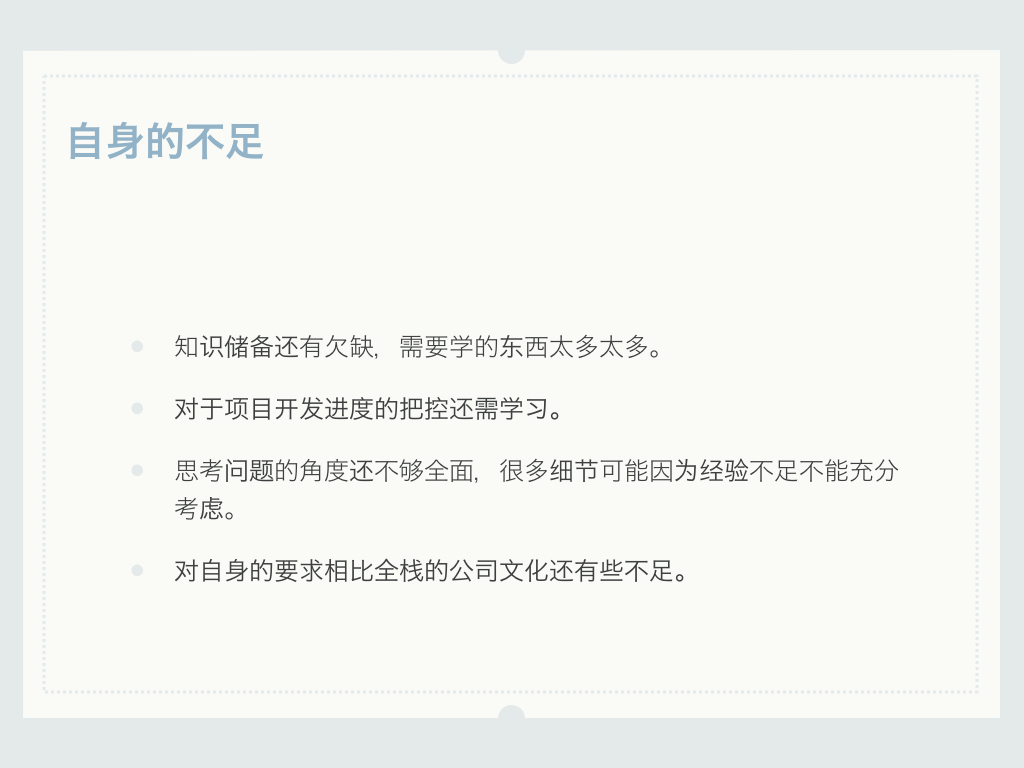 自身的不足
知识储备还有欠缺，需要学的东西太多太多。
对于项目开发进度的把控还需学习。
思考问题的角度还不够全面，很多细节可能因为经验不足不能充分
考虑。
对自身的要求相比全栈的公司文化还有些不足。